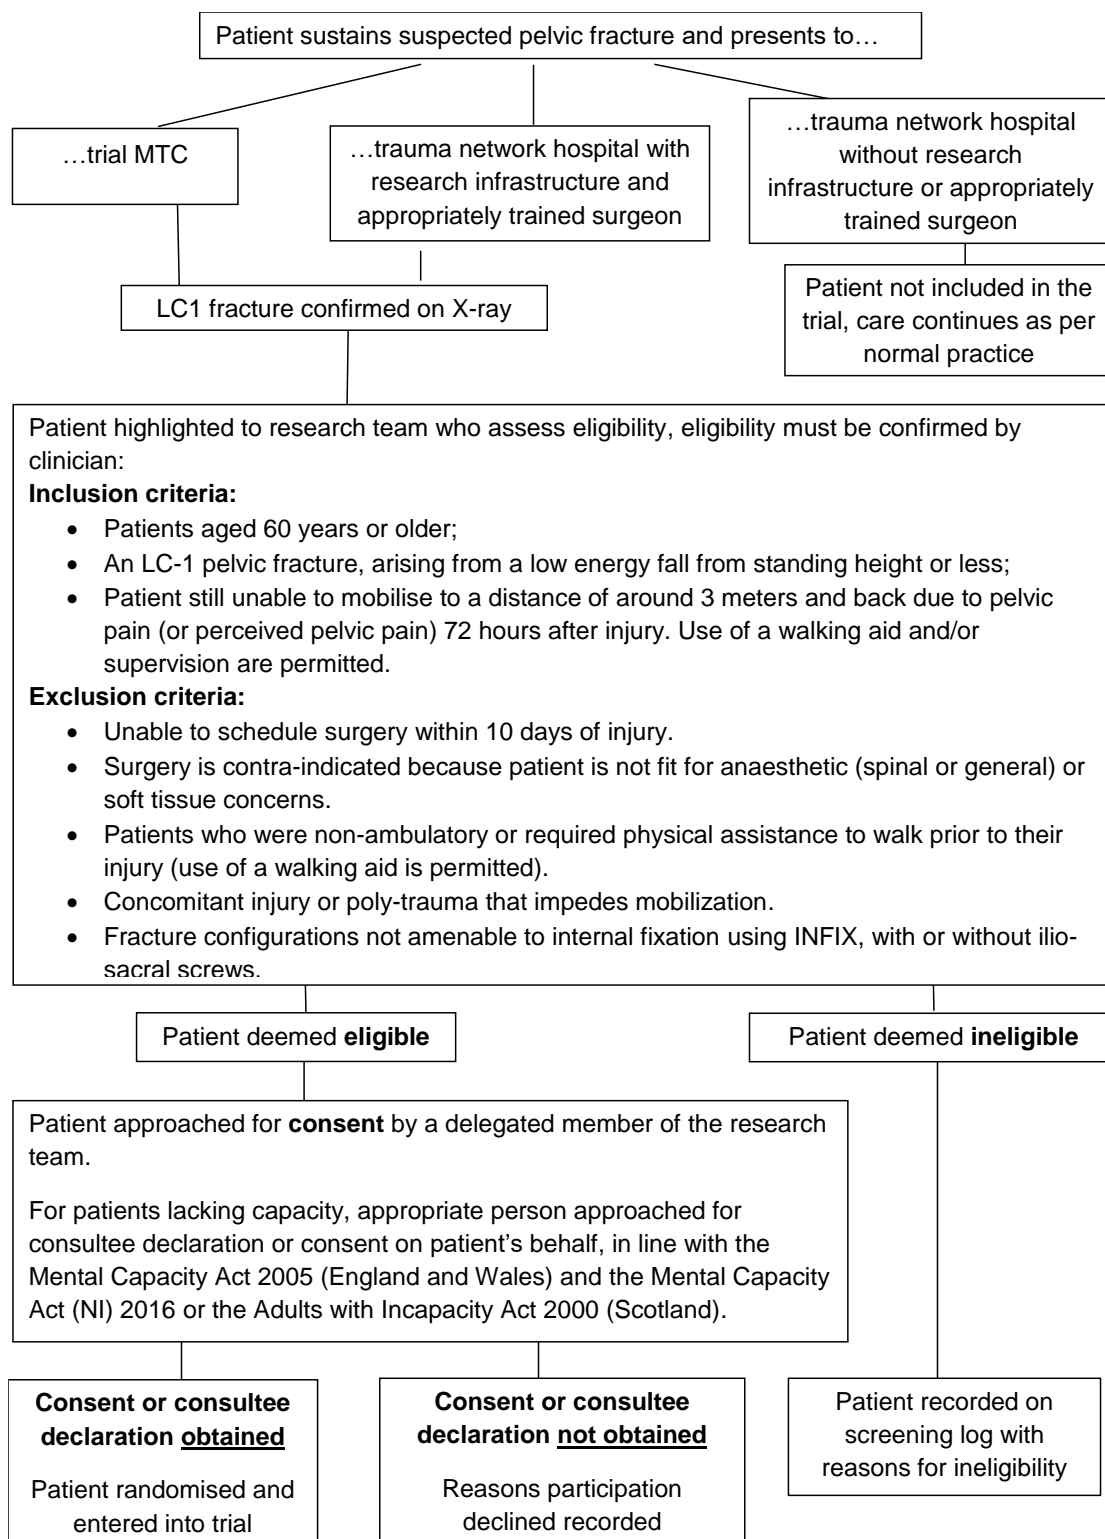 Patient sustains suspected pelvic fracture and presents to…
…trial MTC
…trauma network hospital with
research infrastructure and
appropriately trained surgeon
…trauma network hospital
without research
infrastructure or appropriately
trained surgeon
LC1 fracture confirmed on X-ray
Patient not included in the
trial, care continues as per
normal practice
Patient highlighted to research team who assess eligibility, eligibility must be confirmed by
clinician:
Inclusion criteria:
• Patients aged 60 years or older;
• An LC-1 pelvic fracture, arising from a low energy fall from standing height or less;
• Patient still unable to mobilise to a distance of around 3 meters and back due to pelvic
pain (or perceived pelvic pain) 72 hours after injury. Use of a walking aid and/or
supervision are permitted.
Exclusion criteria:
• Unable to schedule surgery within 10 days of injury.
• Surgery is contra-indicated because patient is not fit for anaesthetic (spinal or general) or
soft tissue concerns.
• Patients who were non-ambulatory or required physical assistance to walk prior to their
injury (use of a walking aid is permitted).
• Concomitant injury or poly-trauma that impedes mobilization.
• Fracture configurations not amenable to internal fixation using INFIX, with or without ilio-
sacral screws.
Patient deemed eligible
Patient deemed ineligible
Patient approached for consent by a delegated member of the research
team.
For patients lacking capacity, appropriate person approached for
consultee declaration or consent on patient’s behalf, in line with the
Mental Capacity Act 2005 (England and Wales) and the Mental Capacity
Act (NI) 2016 or the Adults with Incapacity Act 2000 (Scotland).
Consent or consultee
declaration obtained
Patient randomised and
entered into trial
Consent or consultee
declaration not obtained
Reasons participation
declined recorded
Patient recorded on
screening log with
reasons for ineligibility